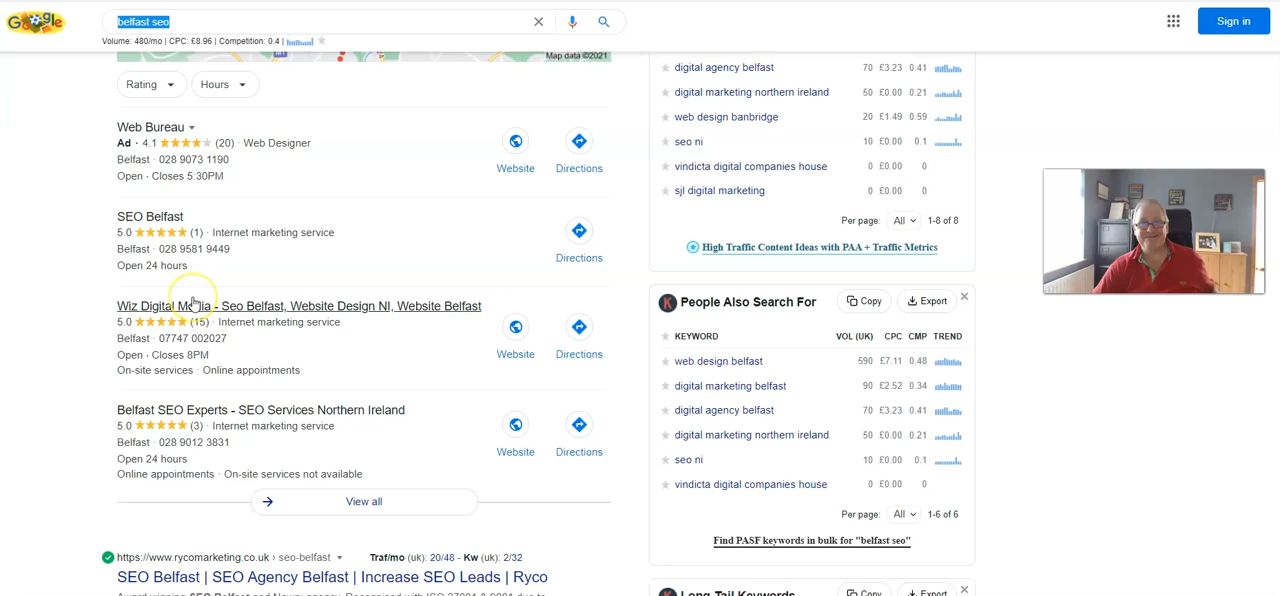 Google
belfast seo
Sign in
Volume: 480/mo | CPC: £8.96 | Competition: 0.4 |
Map data ©2021
Rating
Hours
Web Bureau
Ad · 4.1 (20) · Web Designer
Belfast · 028 9073 1190
Open · Closes 5:30PM
Website
Directions
SEO Belfast
5.0 (1) · Internet marketing service
Belfast · 028 9581 9449
Open 24 hours
Directions
Wiz Digital Media - Seo Belfast, Website Design NI, Website Belfast
5.0 (15) · Internet marketing service
Belfast · 07747 002027
Open · Closes 8PM
On-site services · Online appointments
Website
Directions
Belfast SEO Experts - SEO Services Northern Ireland
5.0 (3) · Internet marketing service
Belfast · 028 9012 3831
Open 24 hours
Online appointments · On-site services not available
Website
Directions
View all
https://www.rycomarketing.co.uk › seo-belfast
Traf/mo (uk): 20/48 - Kw (uk): 2/32
SEO Belfast | SEO Agency Belfast | Increase SEO Leads | Ryco
Award winning SEO Belfast and Newry agency. Recognised with ISO 27001 & 9001 due to
digital agency belfast 70 £3.23 0.41
digital marketing northern ireland 50 £0.00 0.21
web design banbridge 20 £1.49 0.59
seo ni 10 £0.00 0.1
vindicta digital companies house 0 £0.00 0
sjl digital marketing 0 £0.00 0
Per page: All 1-8 of 8
High Traffic Content Ideas with PAA + Traffic Metrics
K People Also Search For
Copy
Export
KEYWORD VOL (UK) CPC CMP TREND
web design belfast 590 £7.11 0.48
digital marketing belfast 90 £2.52 0.34
digital agency belfast 70 £3.23 0.41
digital marketing northern ireland 50 £0.00 0.21
seo ni 10 £0.00 0.1
vindicta digital companies house 0 £0.00 0
Per page: All 1-6 of 6
Find PASF keywords in bulk for "belfast seo"
K Long-Tail Keywords
Copy
Export